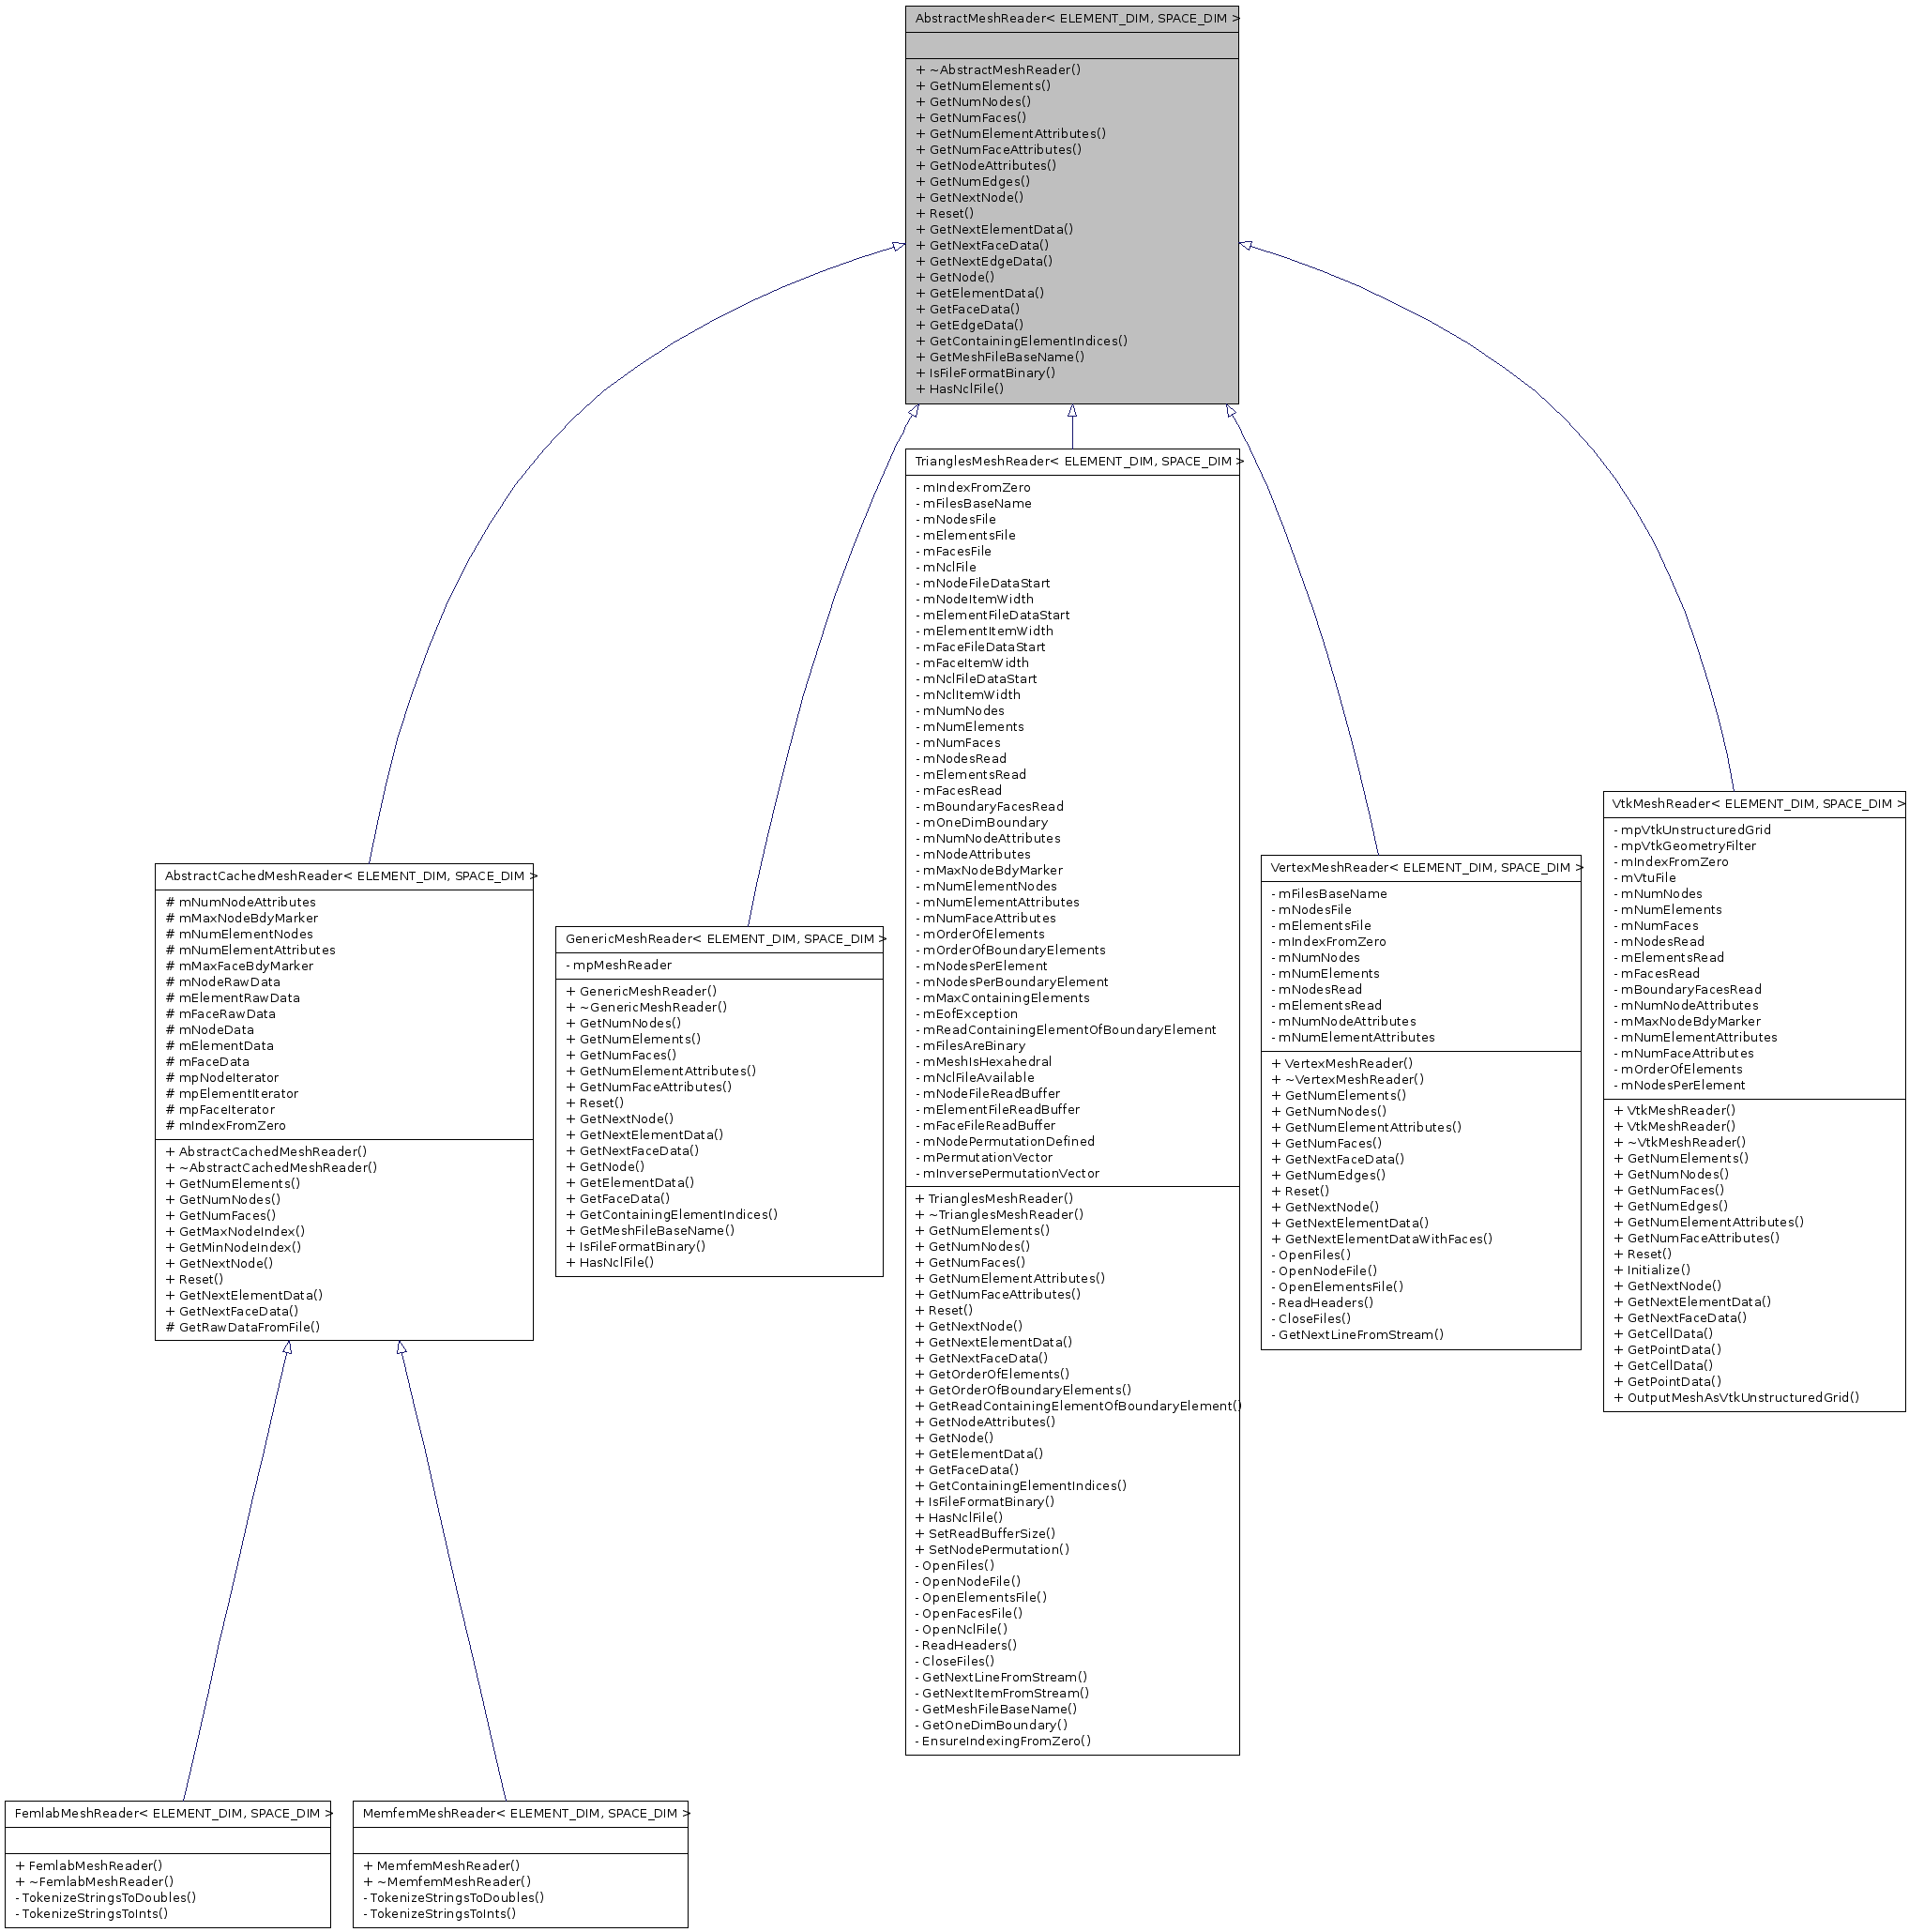 AbstractMeshReader< ELEMENT_DIM, SPACE_DIM >
+ ~AbstractMeshReader()
+ GetNumElements()
+ GetNumNodes()
+ GetNumFaces()
+ GetNumElementAttributes()
+ GetNumFaceAttributes()
+ GetNodeAttributes()
+ GetNumEdges()
+ GetNextNode()
+ Reset()
+ GetNextElementData()
+ GetNextFaceData()
+ GetNextEdgeData()
+ GetNode()
+ GetElementData()
+ GetFaceData()
+ GetEdgeData()
+ GetContainingElementIndices()
+ GetMeshFileBaseName()
+ IsFileFormatBinary()
+ HasNclFile()
AbstractCachedMeshReader< ELEMENT_DIM, SPACE_DIM >
# mNumNodeAttributes
# mMaxNodeBdyMarker
# mNumElementNodes
# mNumElementAttributes
# mMaxFaceBdyMarker
# mNodeRawData
# mElementRawData
# mFaceRawData
# mNodeData
# mElementData
# mFaceData
# mpNodeIterator
# mpElementIterator
# mpFaceIterator
# mIndexFromZero
+ AbstractCachedMeshReader()
+ ~AbstractCachedMeshReader()
+ GetNumElements()
+ GetNumNodes()
+ GetNumFaces()
+ GetMaxNodeIndex()
+ GetMinNodeIndex()
+ GetNextNode()
+ Reset()
+ GetNextElementData()
+ GetNextFaceData()
# GetRawDataFromFile()
GenericMeshReader< ELEMENT_DIM, SPACE_DIM >
- mpMeshReader
+ GenericMeshReader()
+ ~GenericMeshReader()
+ GetNumNodes()
+ GetNumElements()
+ GetNumFaces()
+ GetNumElementAttributes()
+ GetNumFaceAttributes()
+ Reset()
+ GetNextNode()
+ GetNextElementData()
+ GetNextFaceData()
+ GetNode()
+ GetElementData()
+ GetFaceData()
+ GetContainingElementIndices()
+ GetMeshFileBaseName()
+ IsFileFormatBinary()
+ HasNclFile()
TrianglesMeshReader< ELEMENT_DIM, SPACE_DIM >
- mIndexFromZero
- mFilesBaseName
- mNodesFile
- mElementsFile
- mFacesFile
- mNclFile
- mNodeFileDataStart
- mNodeItemWidth
- mElementFileDataStart
- mElementItemWidth
- mFaceFileDataStart
- mFaceItemWidth
- mNclFileDataStart
- mNclItemWidth
- mNumNodes
- mNumElements
- mNumFaces
- mNodesRead
- mElementsRead
- mFacesRead
- mBoundaryFacesRead
- mOneDimBoundary
- mNumNodeAttributes
- mNodeAttributes
- mMaxNodeBdyMarker
- mNumElementNodes
- mNumElementAttributes
- mNumFaceAttributes
- mOrderOfElements
- mOrderOfBoundaryElements
- mNodesPerElement
- mNodesPerBoundaryElement
- mMaxContainingElements
- mEofException
- mReadContainingElementOfBoundaryElement
- mFilesAreBinary
- mMeshIsHexahedral
- mNclFileAvailable
- mNodeFileReadBuffer
- mElementFileReadBuffer
- mFaceFileReadBuffer
- mNodePermutationDefined
- mPermutationVector
- mInversePermutationVector
+ TrianglesMeshReader()
+ ~TrianglesMeshReader()
+ GetNumElements()
+ GetNumNodes()
+ GetNumFaces()
+ GetNumElementAttributes()
+ GetNumFaceAttributes()
+ Reset()
+ GetNextNode()
+ GetNextElementData()
+ GetNextFaceData()
+ GetOrderOfElements()
+ GetOrderOfBoundaryElements()
+ GetReadContainingElementOfBoundaryElement()
+ GetNodeAttributes()
+ GetNode()
+ GetElementData()
+ GetFaceData()
+ GetContainingElementIndices()
+ IsFileFormatBinary()
+ HasNclFile()
+ SetReadBufferSize()
+ SetNodePermutation()
- OpenFiles()
- OpenNodeFile()
- OpenElementsFile()
- OpenFacesFile()
- OpenNclFile()
- ReadHeaders()
- CloseFiles()
- GetNextLineFromStream()
- GetNextItemFromStream()
- GetMeshFileBaseName()
- GetOneDimBoundary()
- EnsureIndexingFromZero()
VertexMeshReader< ELEMENT_DIM, SPACE_DIM >
- mFilesBaseName
- mNodesFile
- mElementsFile
- mIndexFromZero
- mNumNodes
- mNumElements
- mNodesRead
- mElementsRead
- mNumNodeAttributes
- mNumElementAttributes
+ VertexMeshReader()
+ ~VertexMeshReader()
+ GetNumElements()
+ GetNumNodes()
+ GetNumElementAttributes()
+ GetNumFaces()
+ GetNextFaceData()
+ GetNumEdges()
+ Reset()
+ GetNextNode()
+ GetNextElementData()
+ GetNextElementDataWithFaces()
- OpenFiles()
- OpenNodeFile()
- OpenElementsFile()
- ReadHeaders()
- CloseFiles()
- GetNextLineFromStream()
VtkMeshReader< ELEMENT_DIM, SPACE_DIM >
- mpVtkUnstructuredGrid
- mpVtkGeometryFilter
- mIndexFromZero
- mVtuFile
- mNumNodes
- mNumElements
- mNumFaces
- mNodesRead
- mElementsRead
- mFacesRead
- mBoundaryFacesRead
- mNumNodeAttributes
- mMaxNodeBdyMarker
- mNumElementAttributes
- mNumFaceAttributes
- mOrderOfElements
- mNodesPerElement
+ VtkMeshReader()
+ VtkMeshReader()
+ ~VtkMeshReader()
+ GetNumElements()
+ GetNumNodes()
+ GetNumFaces()
+ GetNumEdges()
+ GetNumElementAttributes()
+ GetNumFaceAttributes()
+ Reset()
+ Initialize()
+ GetNextNode()
+ GetNextElementData()
+ GetNextFaceData()
+ GetCellData()
+ GetPointData()
+ GetCellData()
+ GetPointData()
+ OutputMeshAsVtkUnstructuredGrid()
FemlabMeshReader< ELEMENT_DIM, SPACE_DIM >
+ FemlabMeshReader()
+ ~FemlabMeshReader()
- TokenizeStringsToDoubles()
- TokenizeStringsToInts()
MemfemMeshReader< ELEMENT_DIM, SPACE_DIM >
+ MemfemMeshReader()
+ ~MemfemMeshReader()
- TokenizeStringsToDoubles()
- TokenizeStringsToInts()